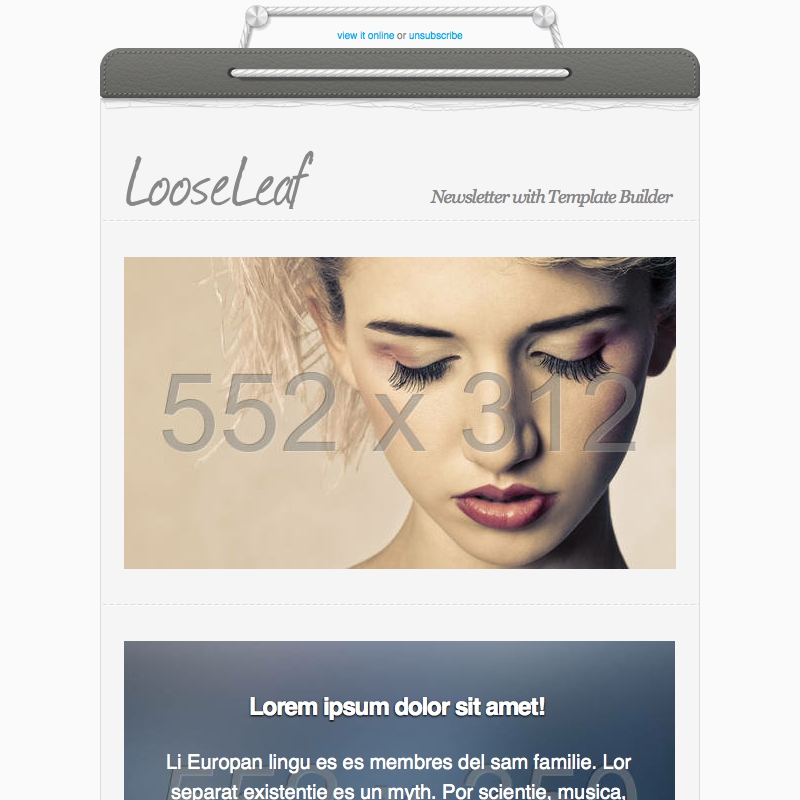 view it online or unsubscribe
LooseLeaf
Newsletter with Template Builder
552 x 312
Lorem ipsum dolor sit amet!
Li Europan lingu es es membres del sam familie. Lor
separat existentie es un myth. Por scientie, musica,